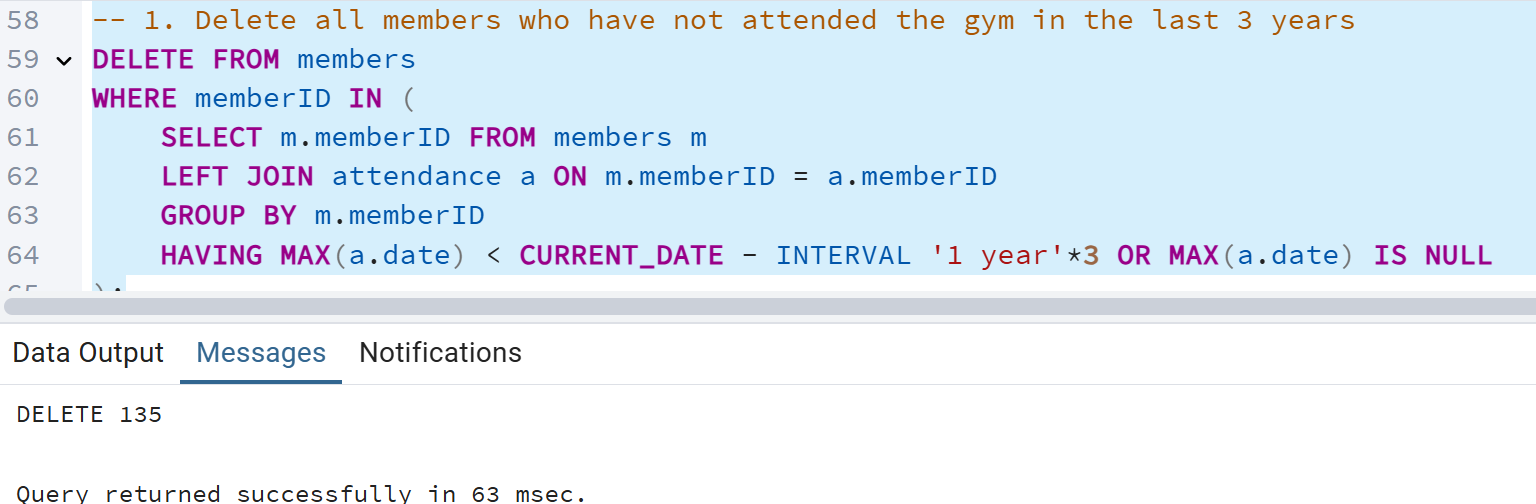 58 -- 1. Delete all members who have not attended the gym in the last 3 years
59 DELETE FROM members
60 WHERE memberID IN (
61 SELECT m.memberID FROM members m
62 LEFT JOIN attendance a ON m.memberID = a.memberID
63 GROUP BY m.memberID
64 HAVING MAX(a.date) < CURRENT_DATE - INTERVAL '1 year'*3 OR MAX(a.date) IS NULL
65 );
Data Output Messages Notifications
DELETE 135
Query returned successfully in 63 msec.